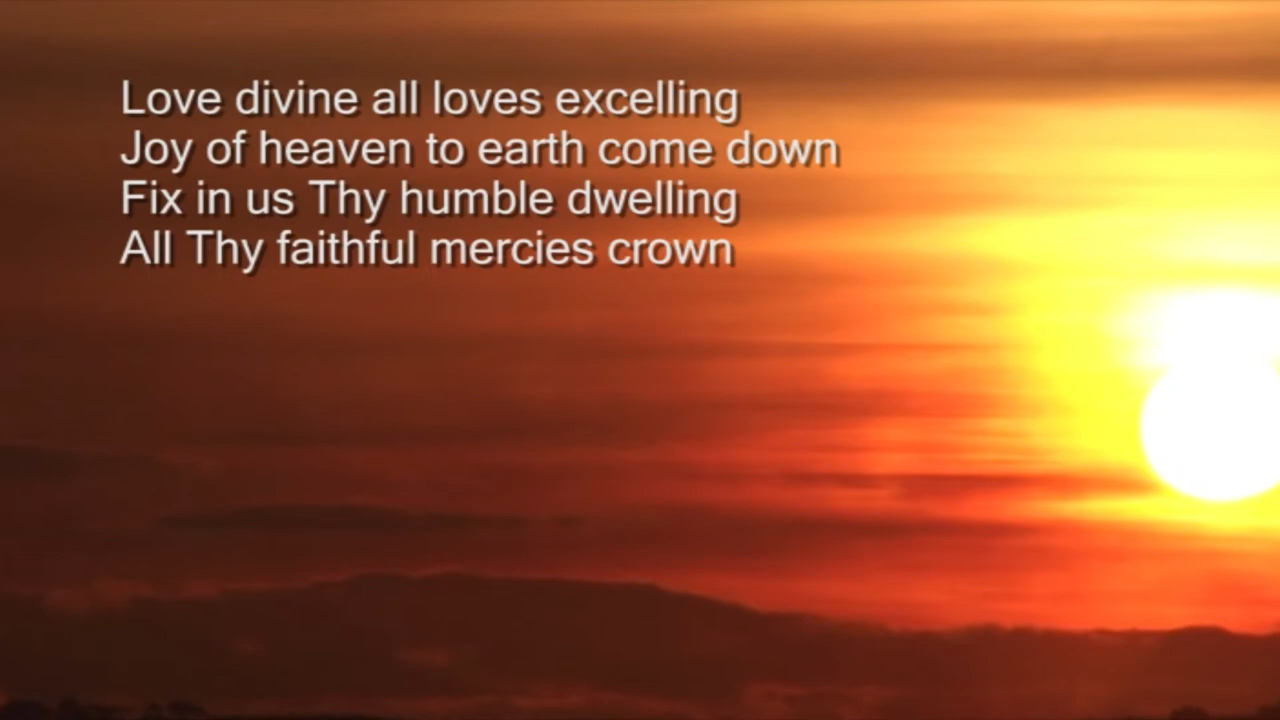 Love divine all loves excelling
Joy of heaven to earth come down
Fix in us Thy humble dwelling
All Thy faithful mercies crown